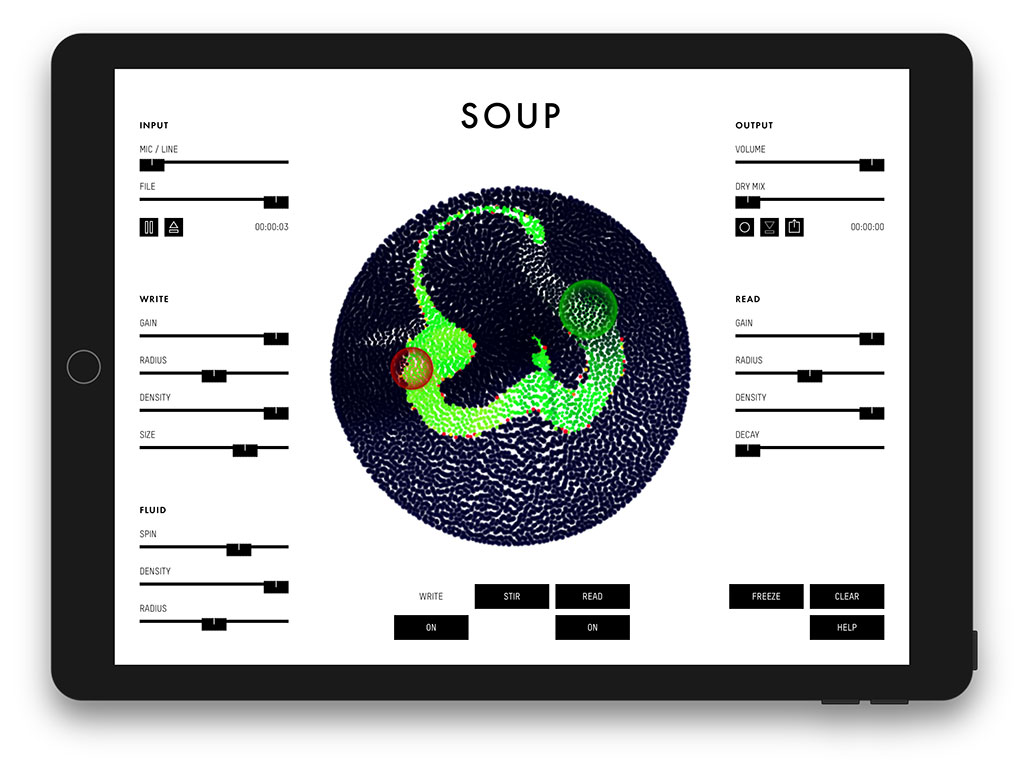 SOUP
INPUT
MIC / LINE
FILE
00:00:03
WRITE
GAIN
RADIUS
DENSITY
SIZE
FLUID
SPIN
DENSITY
RADIUS
OUTPUT
VOLUME
DRY MIX
00:00:00
READ
GAIN
RADIUS
DENSITY
DECAY
WRITE STIR READ
ON ON
FREEZE CLEAR
HELP